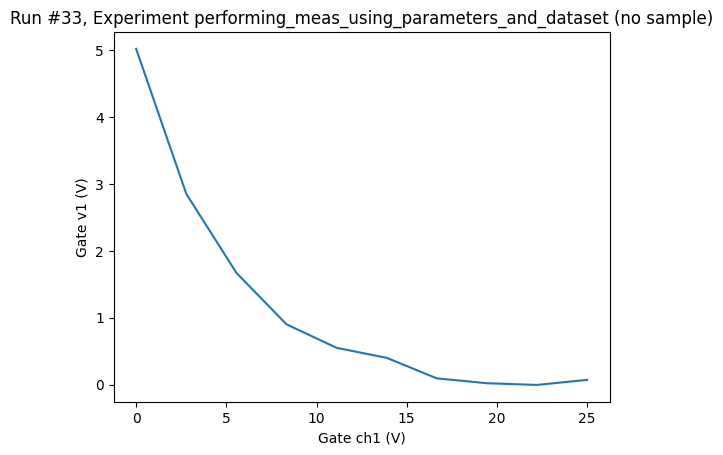 Run #33, Experiment performing_meas_using_parameters_and_dataset (no sample)
5
4
3
2
1
0
Gate v1 (V)
0 5 10 15 20 25
Gate ch1 (V)